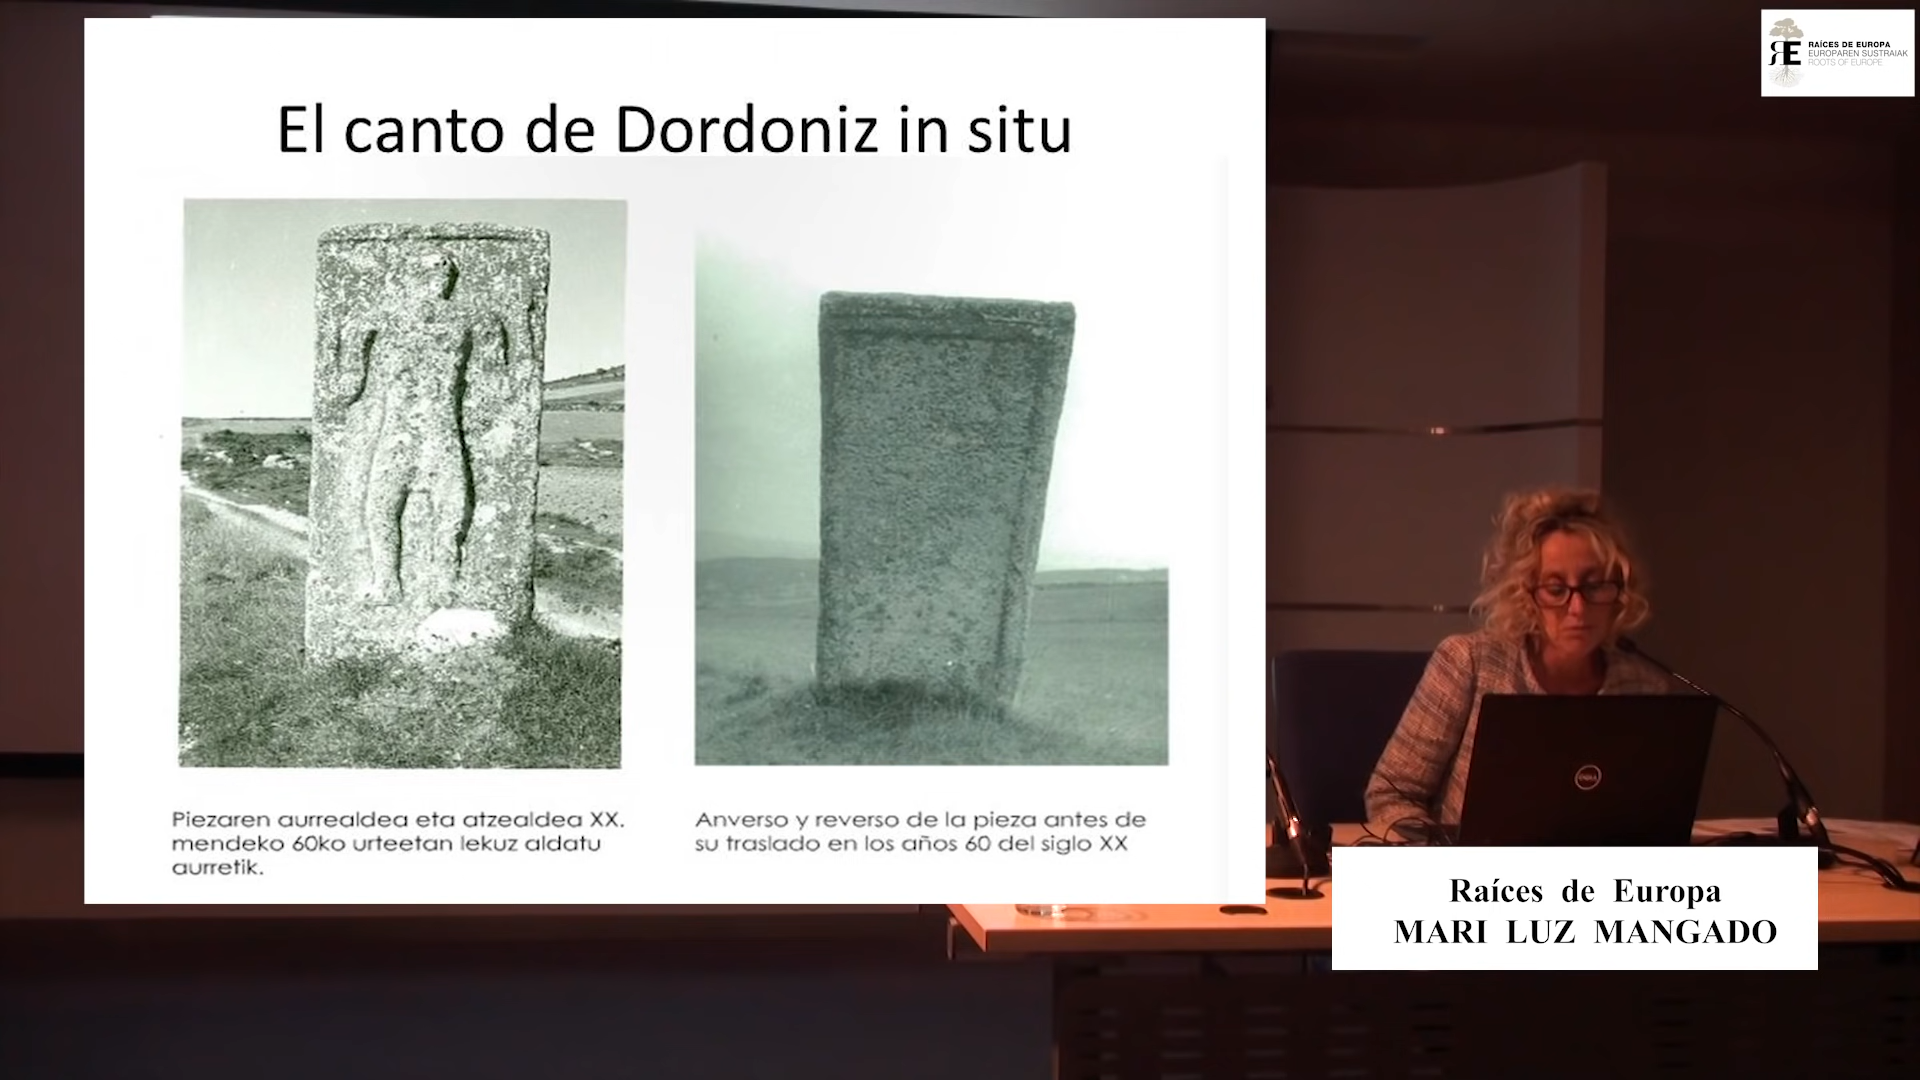 El canto de Dordoniz in situ
Piezaren aurrealdea eta atzealdea XX.
mendeko 60ko urteetan lekuz aldatu
aurretik.
Anverso y reverso de la pieza antes de
su traslado en los años 60 del siglo XX
RE
RAÍCES DE EUROPA
EUROPAREN SUSTRAIAK
ROOTS OF EUROPE
DELL
Raíces de Europa
MARI LUZ MANGADO